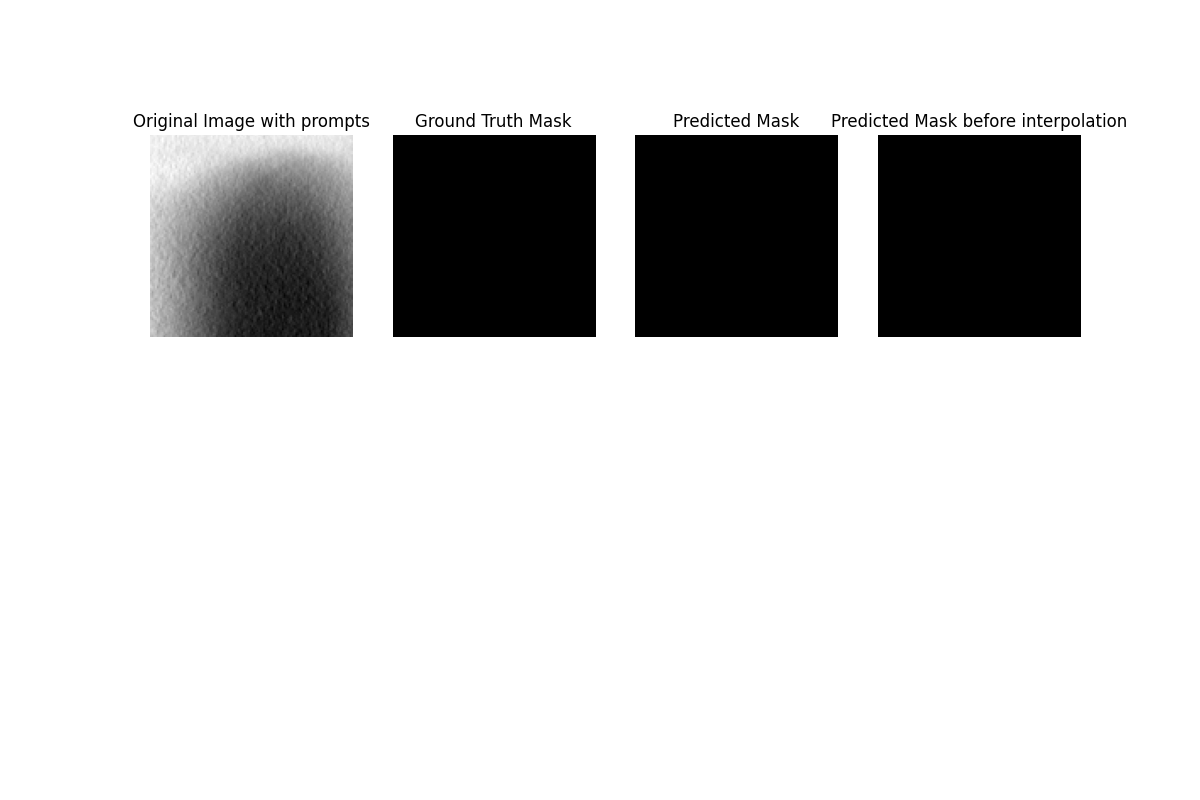 Original Image with prompts
Ground Truth Mask
Predicted Mask
Predicted Mask before interpolation